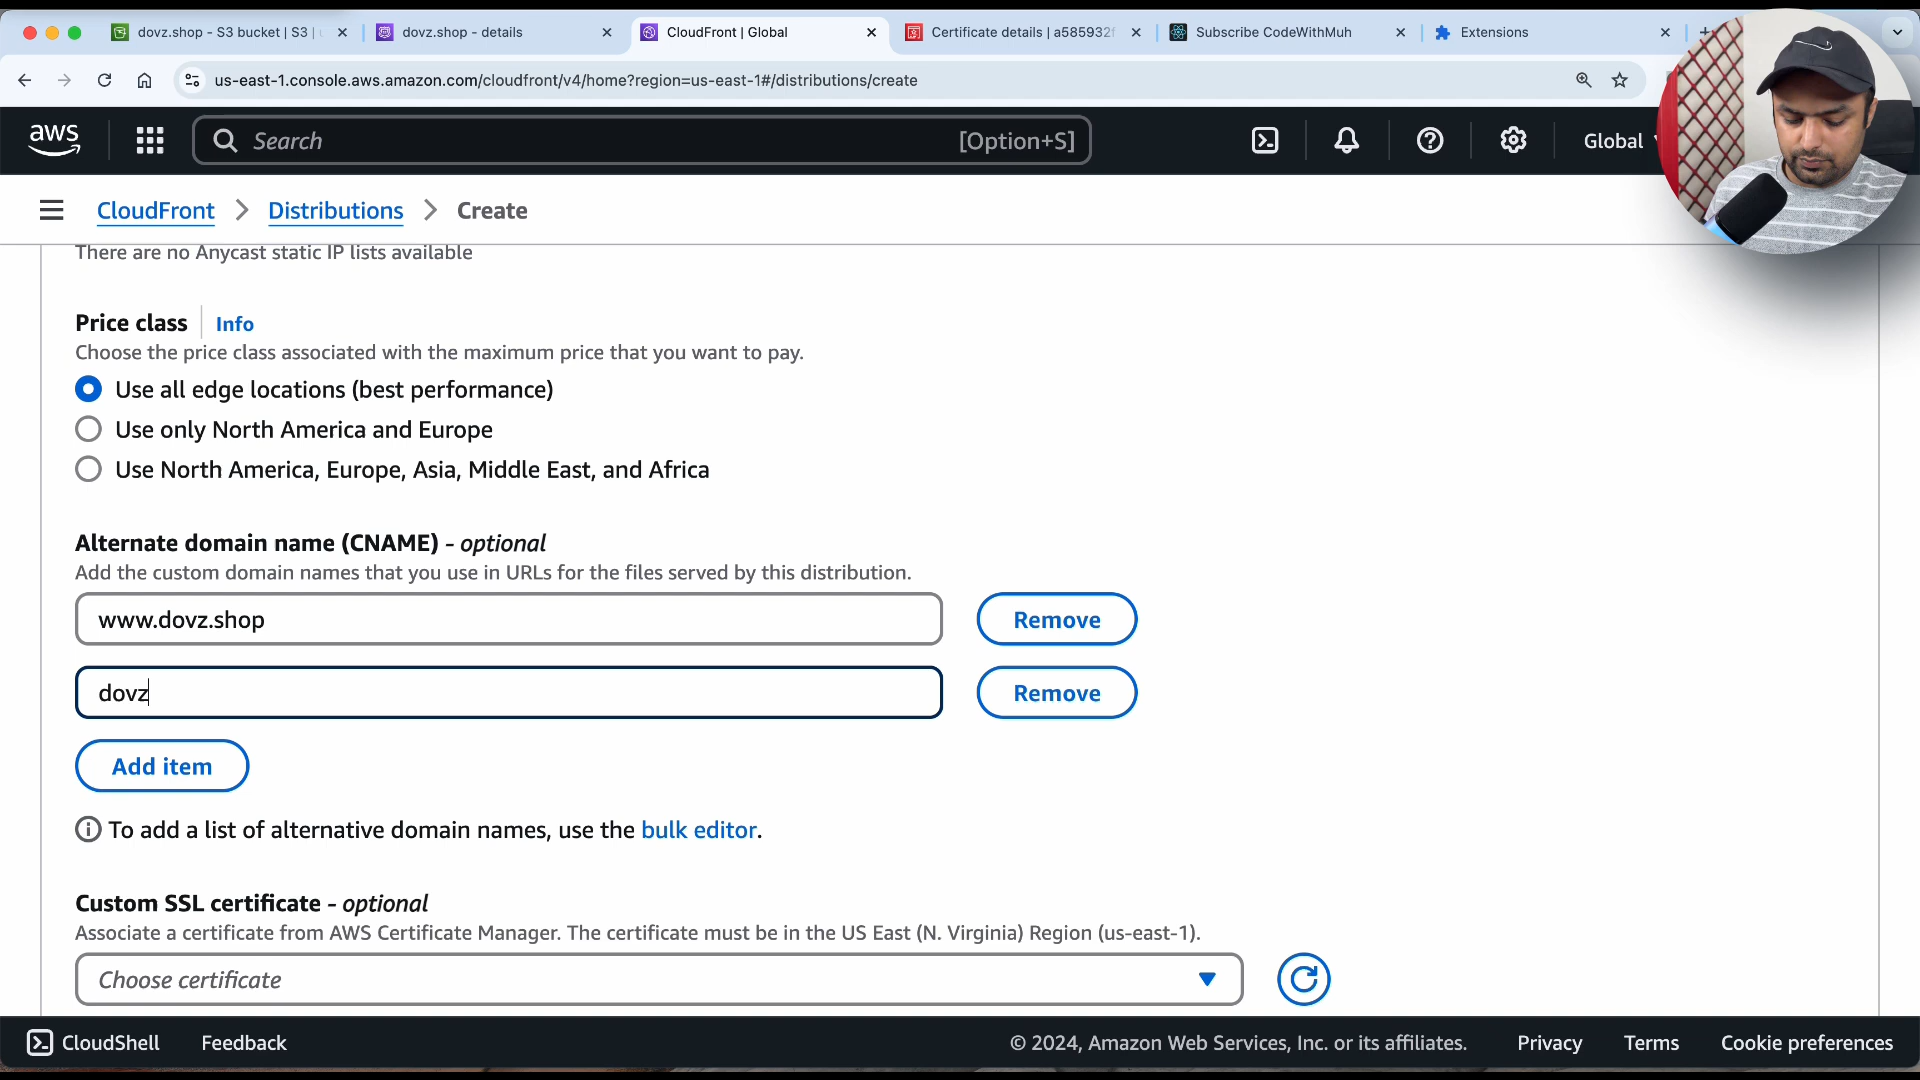 dovz.shop - S3 bucket | S3 |
dovz.shop - details
CloudFront | Global
Certificate details | a585932f
Subscribe CodeWithMuh
Extensions
us-east-1.console.aws.amazon.com/cloudfront/v4/home?region=us-east-1#/distributions/create
aws
Search
[Option+S]
Global
CloudFront
Distributions
Create
There are no Anycast static IP lists available
Price class
Info
Choose the price class associated with the maximum price that you want to pay.
Use all edge locations (best performance)
Use only North America and Europe
Use North America, Europe, Asia, Middle East, and Africa
Alternate domain name (CNAME) - optional
Add the custom domain names that you use in URLs for the files served by this distribution.
www.dovz.shop
Remove
dovz
Remove
Add item
To add a list of alternative domain names, use the bulk editor.
Custom SSL certificate - optional
Associate a certificate from AWS Certificate Manager. The certificate must be in the US East (N. Virginia) Region (us-east-1).
Choose certificate
CloudShell
Feedback
© 2024, Amazon Web Services, Inc. or its affiliates.
Privacy
Terms
Cookie preferences